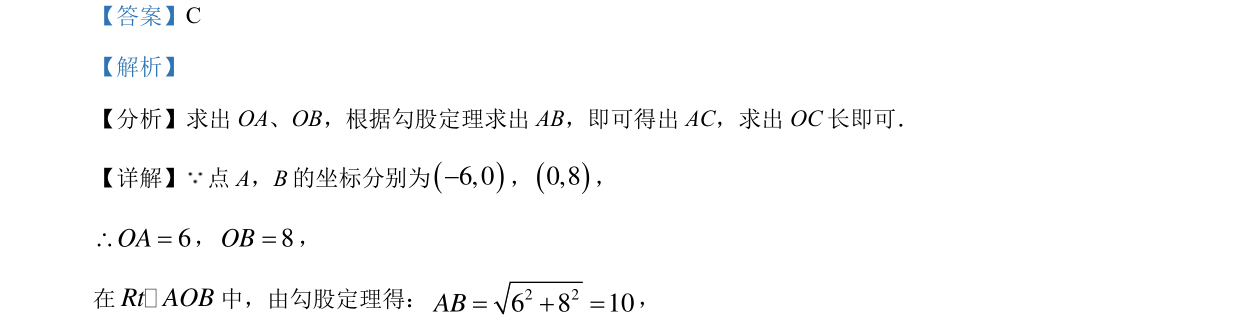 【答案】C
【解析】
【分析】求出 OA、OB，根据勾股定理求出 AB，即可得出 AC，求出 OC 长即可．
【详解】∵点 A，B 的坐标分别为(−6,0)，(0,8)，
∴OA=6，OB=8，
在 Rt□AOB 中，由勾股定理得：AB=√(6²+8²)=10，